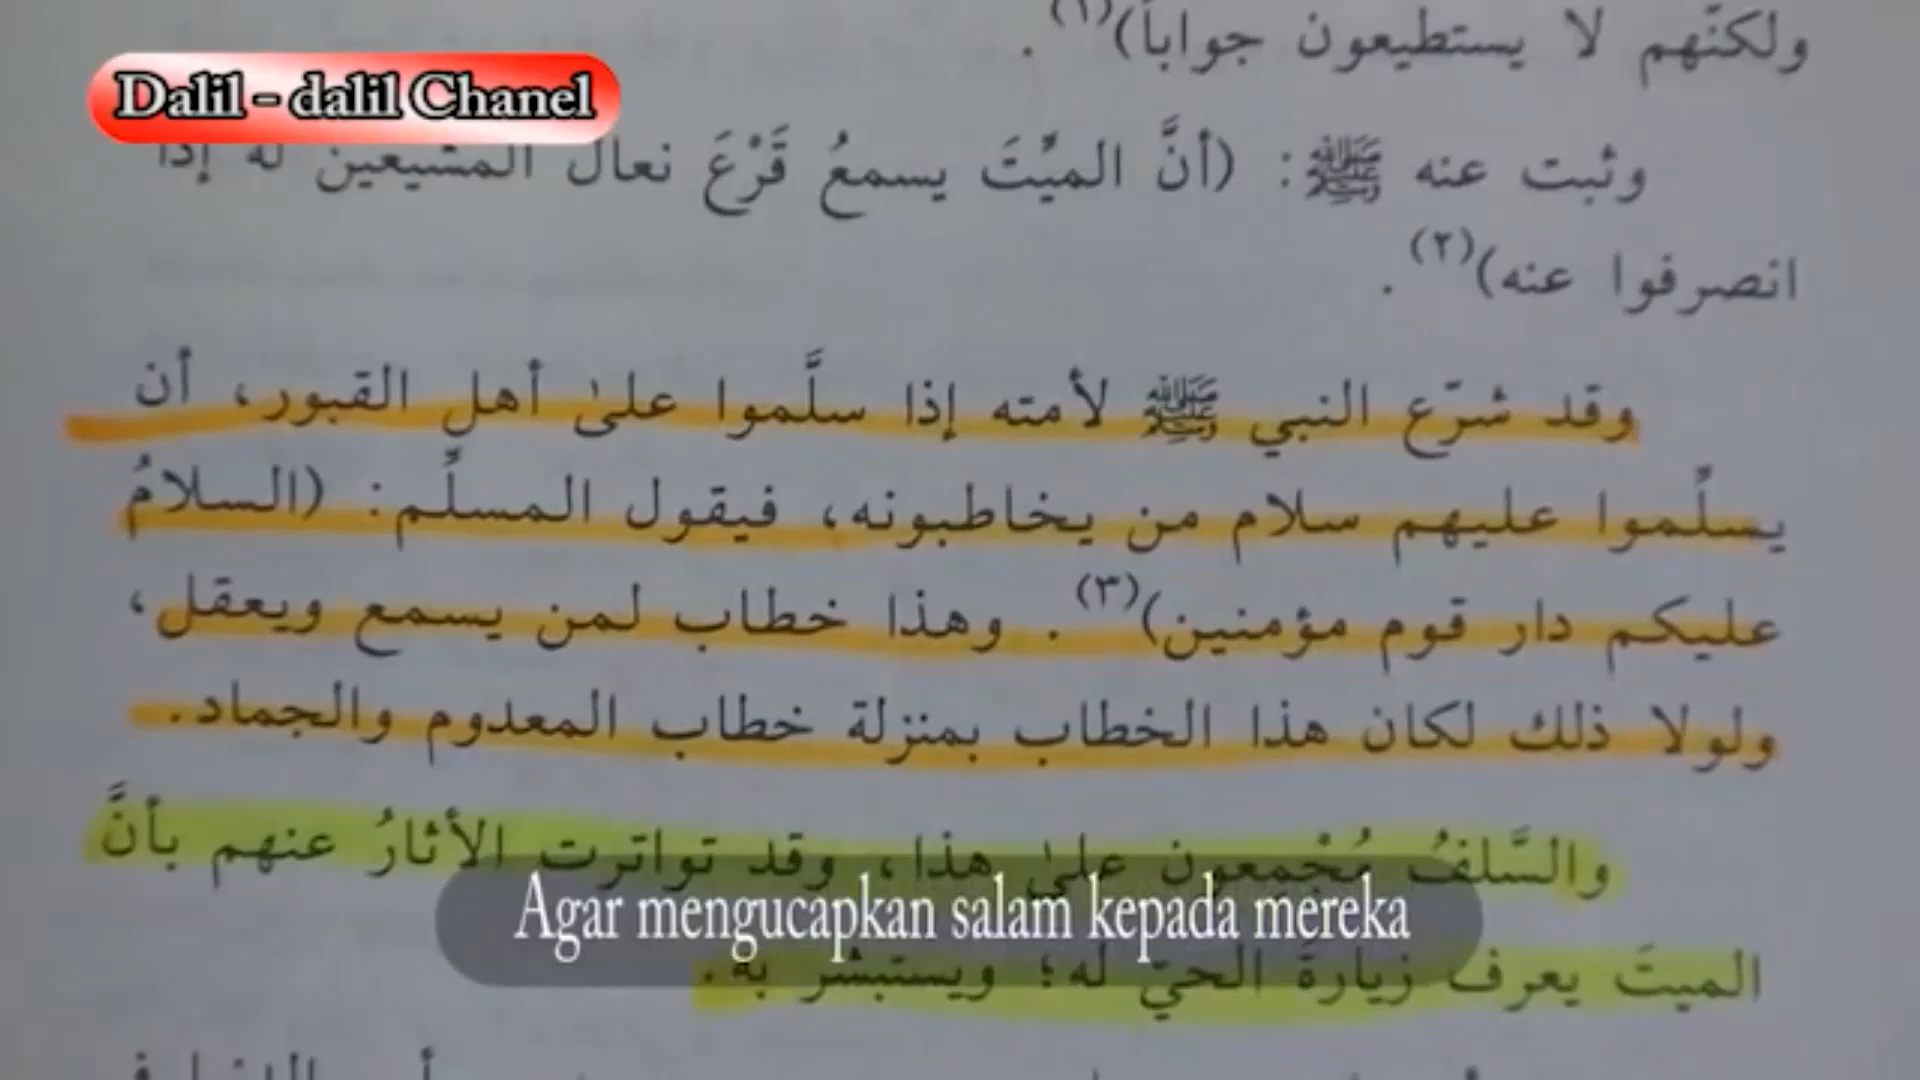 ولكنّهم لا يستطيعون جواباً)(١) .
Dalil - dalil Chanel
وثبت عنه ﷺ: (أنَّ الميِّتَ يسمعُ قَرْعَ نعال المشيعين له إذا
انصرفوا عنه)(٢) .
وقد شرّع النبي ﷺ لأمته إذا سلَّموا علىٰ أهل القبور، أن
يسلِّموا عليهم سلام من يخاطبونه، فيقول المسلِّم: (السلامُ
عليكم دار قوم مؤمنين)(٣) . وهذا خطاب لمن يسمع ويعقل،
ولولا ذلك لكان هذا الخطاب بمنزلة خطاب المعدوم والجماد.
والسَّلفُ مُجْمِعون علىٰ هذا، وقد تواترت الأثارُ عنهم بأنَّ
Agar mengucapkan salam kepada mereka
الميتَ يعرف زيارةَ الحيّ له؛ ويستبشر به.